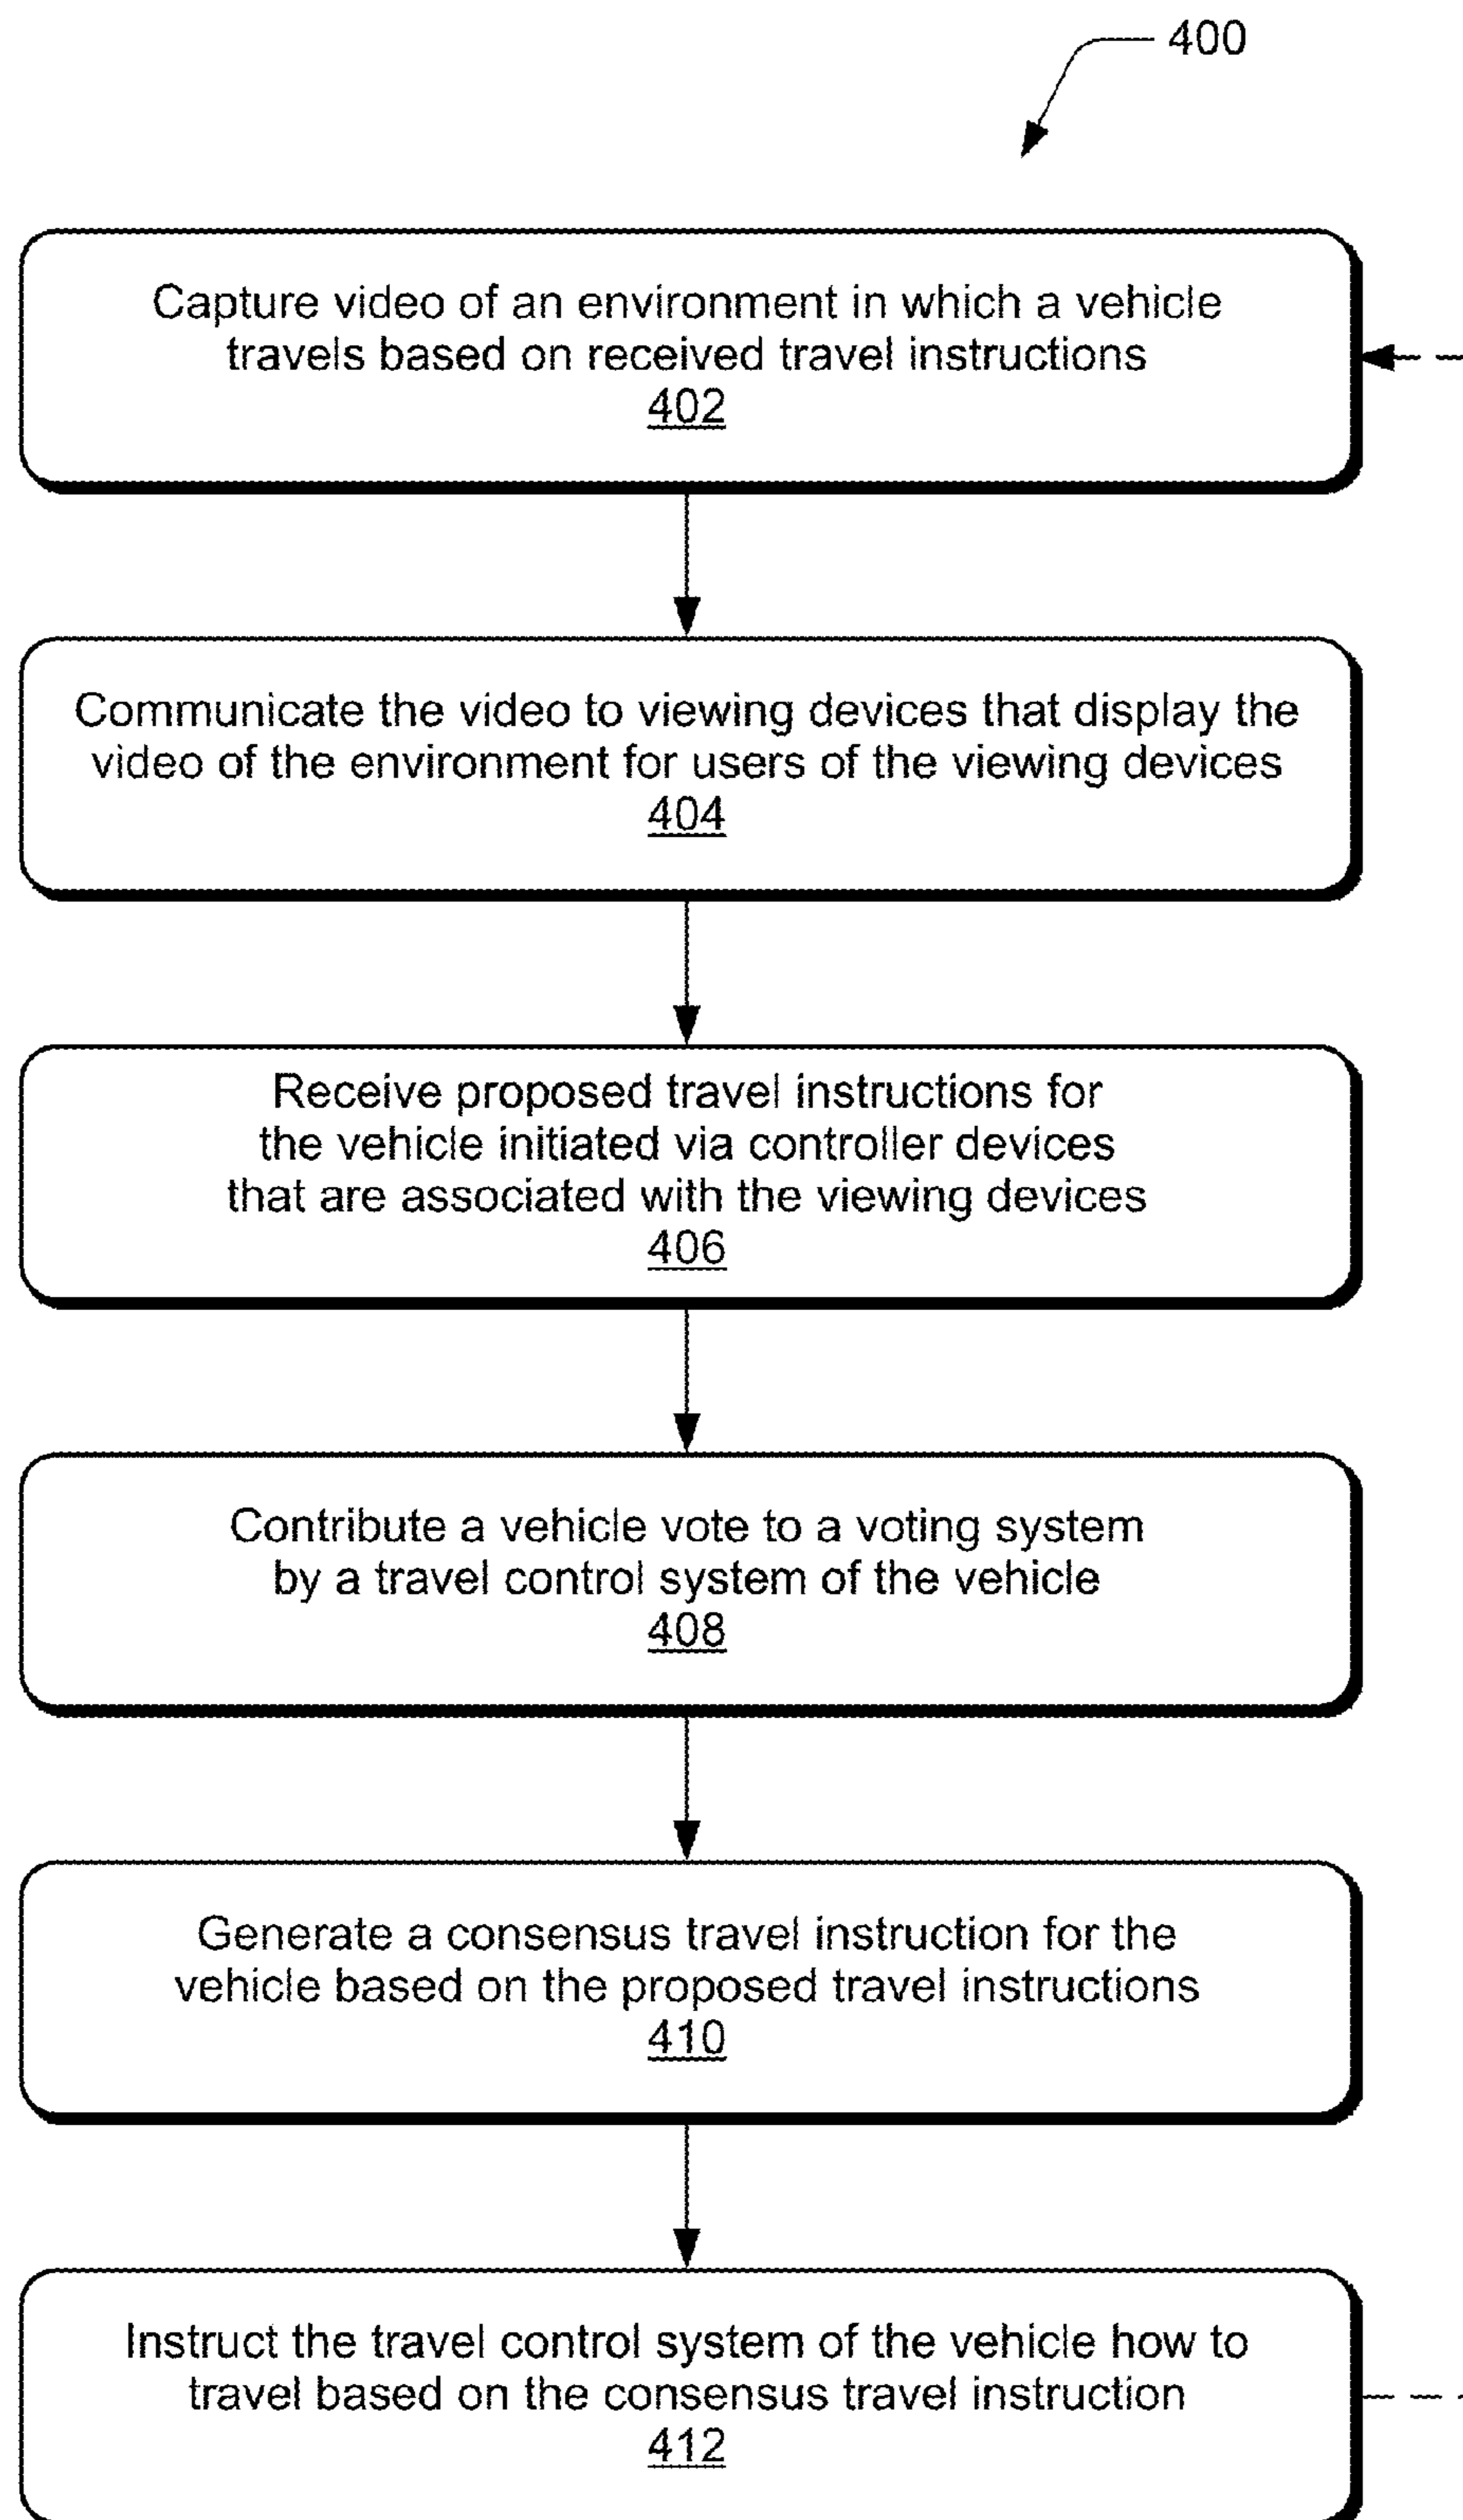 400
Capture video of an environment in which a vehicle
travels based on received travel instructions
402
Communicate the video to viewing devices that display the
video of the environment for users of the viewing devices
404
Receive proposed travel instructions for
the vehicle initiated via controller devices
that are associated with the viewing devices
406
Contribute a vehicle vote to a voting system
by a travel control system of the vehicle
408
Generate a consensus travel instruction for the
vehicle based on the proposed travel instructions
410
Instruct the travel control system of the vehicle how to
travel based on the consensus travel instruction
412